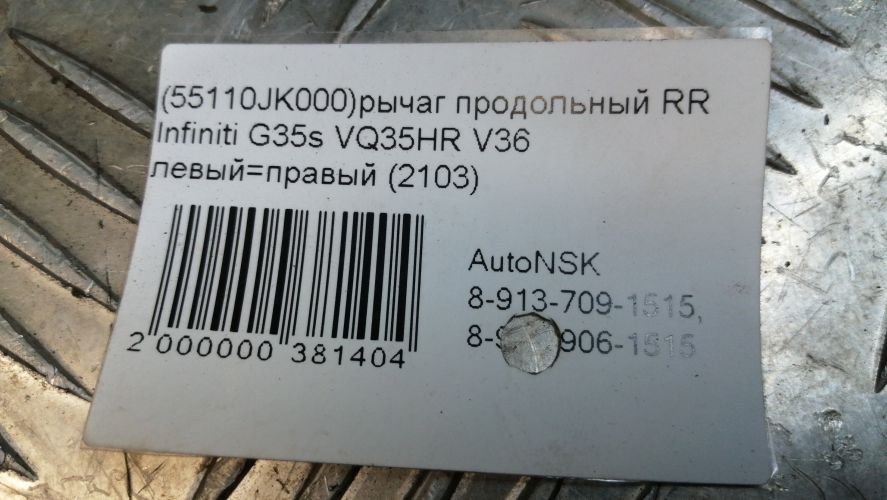 (55110JK000)рычаг продольный RR
Infiniti G35s VQ35HR V36
левый=правый (2103)
AutoNSK
8-913-709-1515,
906-1515
2 000000 381404